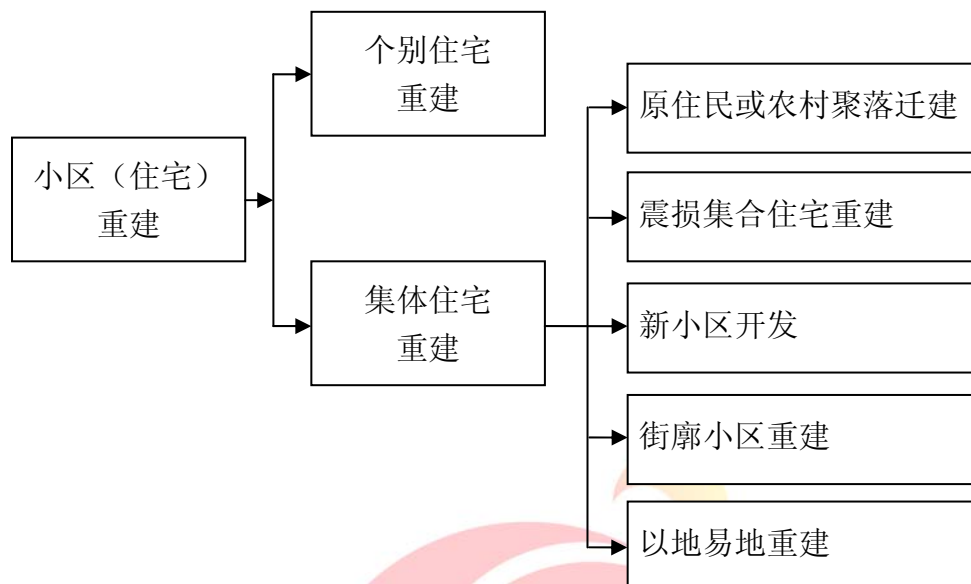 个别住宅
重建
原住民或农村聚落迁建
小区（住宅）
重建
震损集合住宅重建
集体住宅
重建
新小区开发
街廓小区重建
以地易地重建